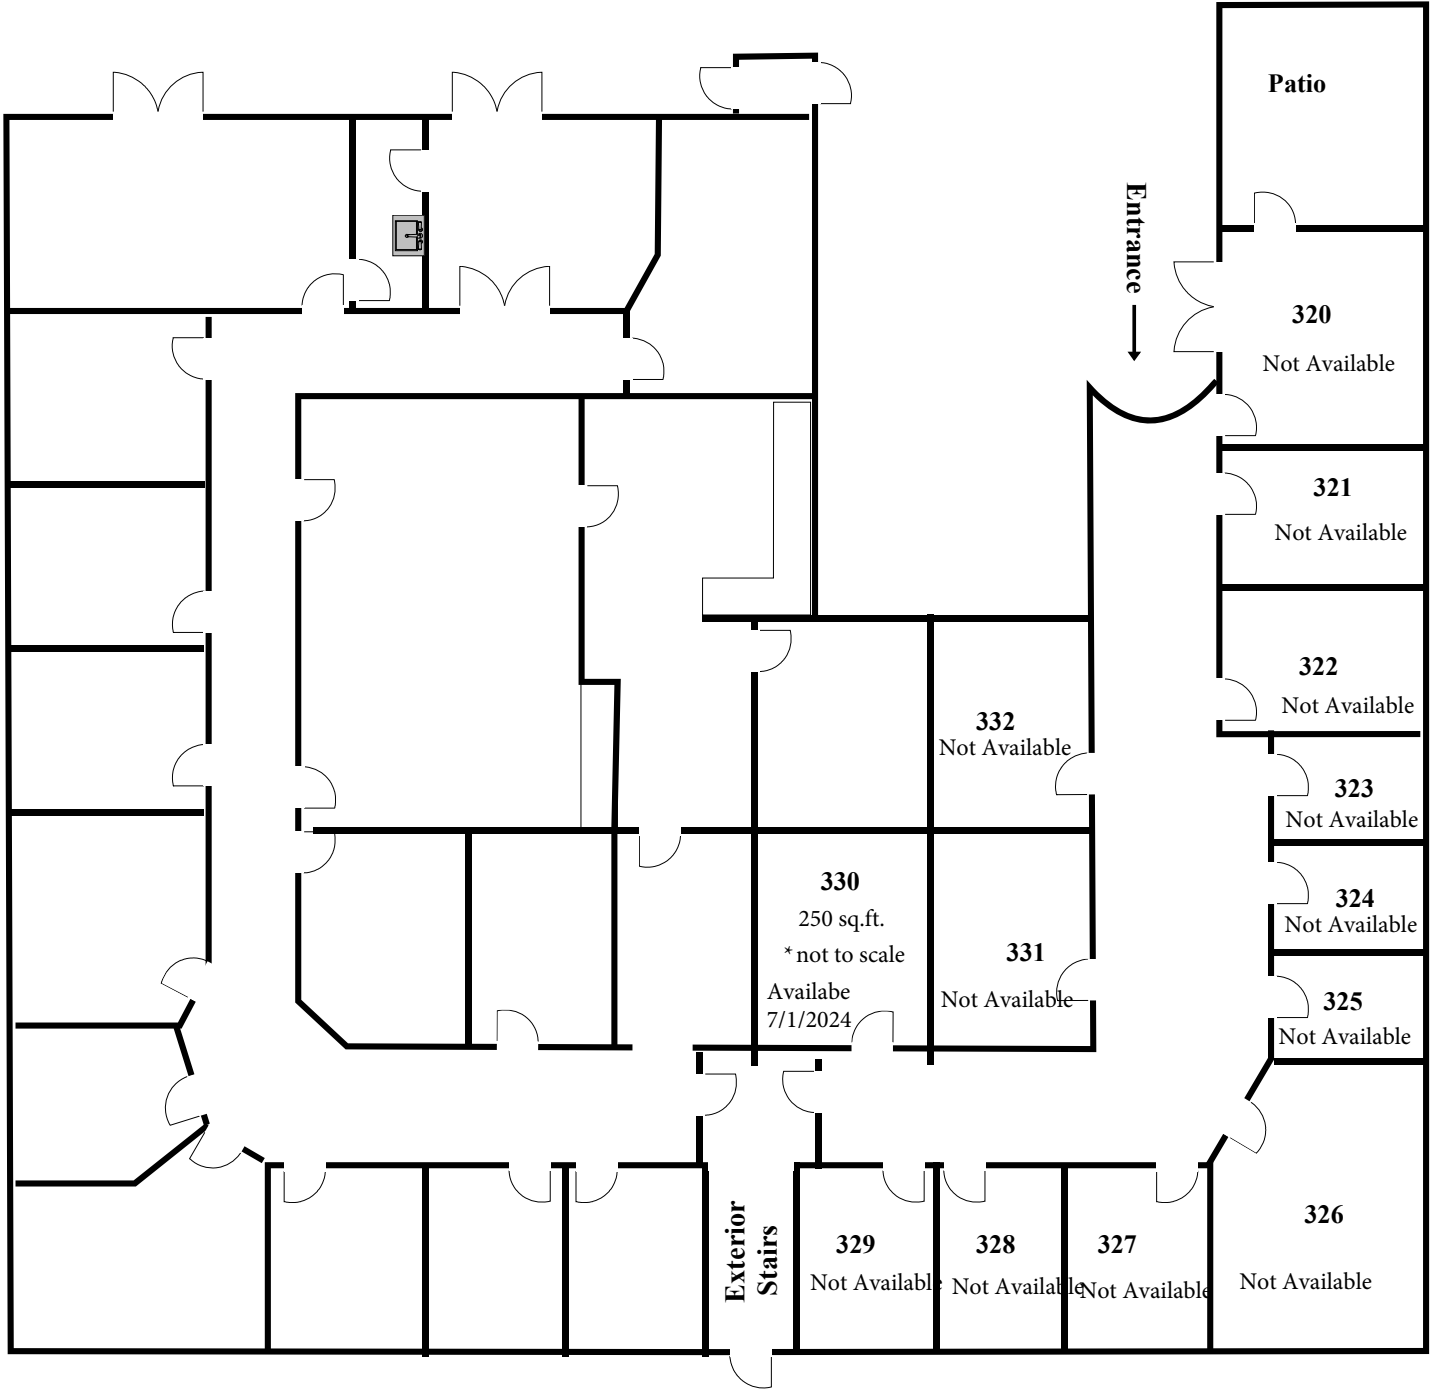 Patio
Entrance
320
Not Available
321
Not Available
322
Not Available
332
Not Available
323
Not Available
330
250 sq.ft.
* not to scale
Availabe
7/1/2024
331
Not Available
324
Not Available
325
Not Available
326
Not Available
Exterior
Stairs
329
Not Available
328
Not Available
327
Not Available